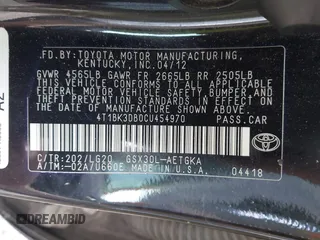 FD.BY:TOYOTA MOTOR MANUFACTURING,
KENTUCKY,INC.04/12
GVWR 4565LB GAWR FR 2665LB RR 2505LB
THIS VEHICLE CONFORMS TO ALL APPLICABLE
FEDERAL MOTOR VEHICLE SAFETY, BUMPER, AND
THEFT PREVENTION STANDARDS IN EFFECT ON
THE DATE OF MANUFACTURE SHOWN ABOVE.
4T1BK3DB0CU454970 PASS.CAR
C/TR:202/LG20 GSX30L-AETGKA
A/TM:-02A/U660E MADE IN U.S.A.
TOYOTA
04418
DREAMBID